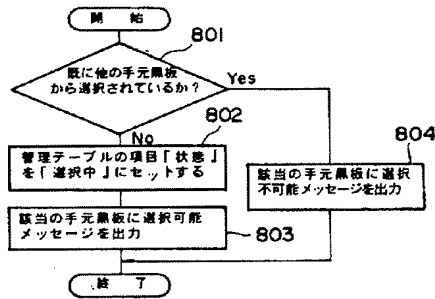 開始
801
既に他の手元黒板
から選択されているか?
Yes
No
802
管理テーブルの項目「状態」
を「選択中」にセットする
804
該当の手元黒板に選択
不可能メッセージを出力
該当の手元黒板に選択可能
メッセージを出力
803
終了